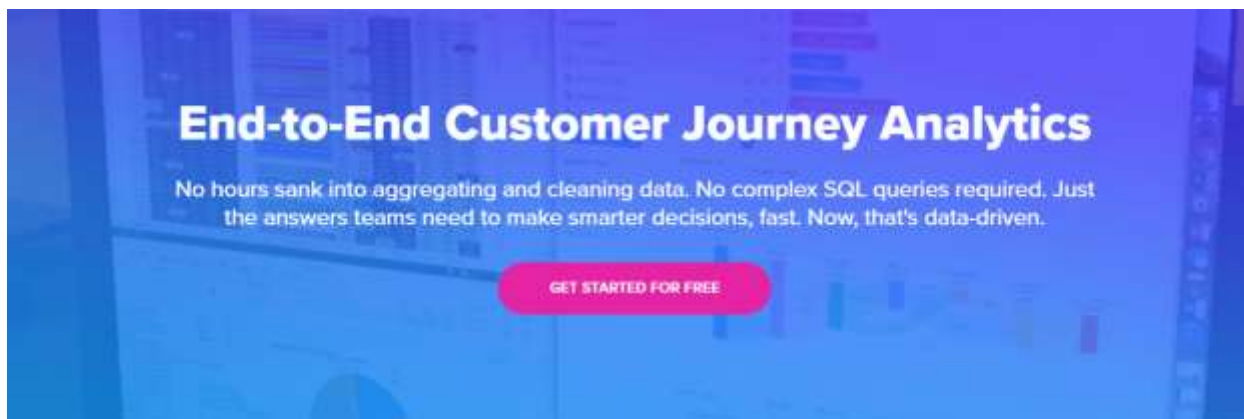 End-to-End Customer Journey Analytics
No hours sank into aggregating and cleaning data. No complex SQL queries required. Just
the answers teams need to make smarter decisions, fast. Now, that's data-driven.
GET STARTED FOR FREE